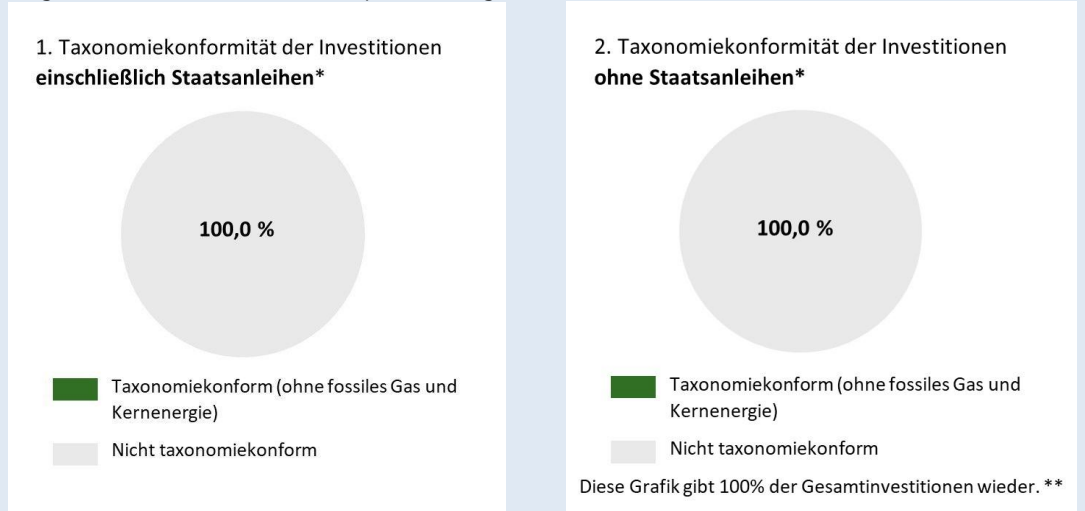 1. Taxonomiekonformität der Investitionen
einschließlich Staatsanleihen*
100,0 %
Taxonomiekonform (ohne fossiles Gas und
Kernenergie)
Nicht taxonomiekonform
2. Taxonomiekonformität der Investitionen
ohne Staatsanleihen*
100,0 %
Taxonomiekonform (ohne fossiles Gas und
Kernenergie)
Nicht taxonomiekonform
Diese Grafik gibt 100% der Gesamtinvestitionen wieder. **